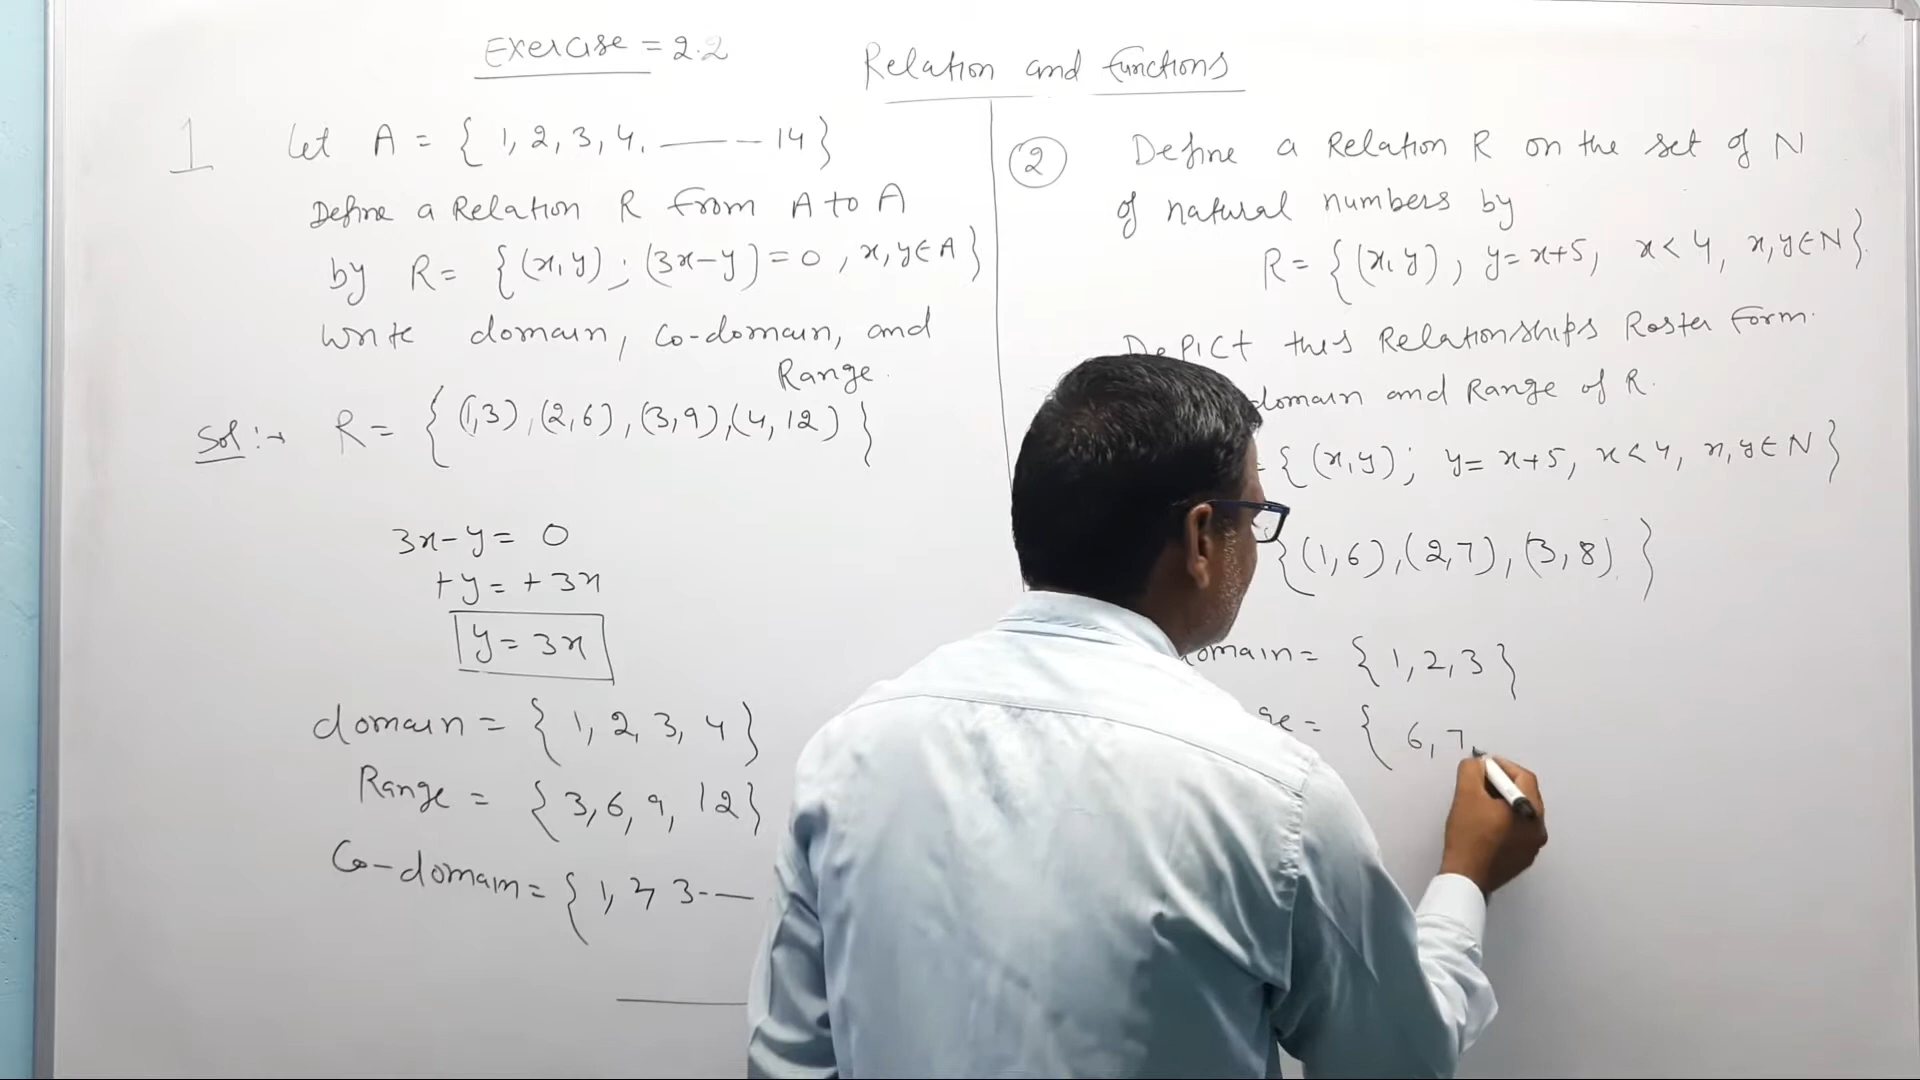 Exercise = 2.2
Relation and functions
1 Let A = { 1, 2, 3, 4, —— – 14}
Define a Relation R from A to A
by R = {(x,y) ; (3x-y) = 0 , x, y ∈ A}
Write domain, Co-domain, and
Range.
Sol :→ R = { (1,3), (2,6), (3,9), (4,12) }
3x - y = 0
+y = +3x
y = 3x
domain = { 1, 2, 3, 4 }
Range = { 3, 6, 9, 12}
Co-domain = { 1, 2, 3 - —
2 Define a Relation R on the set of N
of natural numbers by
R = {(x, y), y = x+5, x < 4, x, y ∈ N}.
Depict this Relationships Roster form.
domain and Range of R.
= { (x,y) ; y = x+5, x < 4, x, y ∈ N }
{ (1,6), (2,7), (3,8) }
omain = { 1, 2, 3 }
ge = { 6, 7,